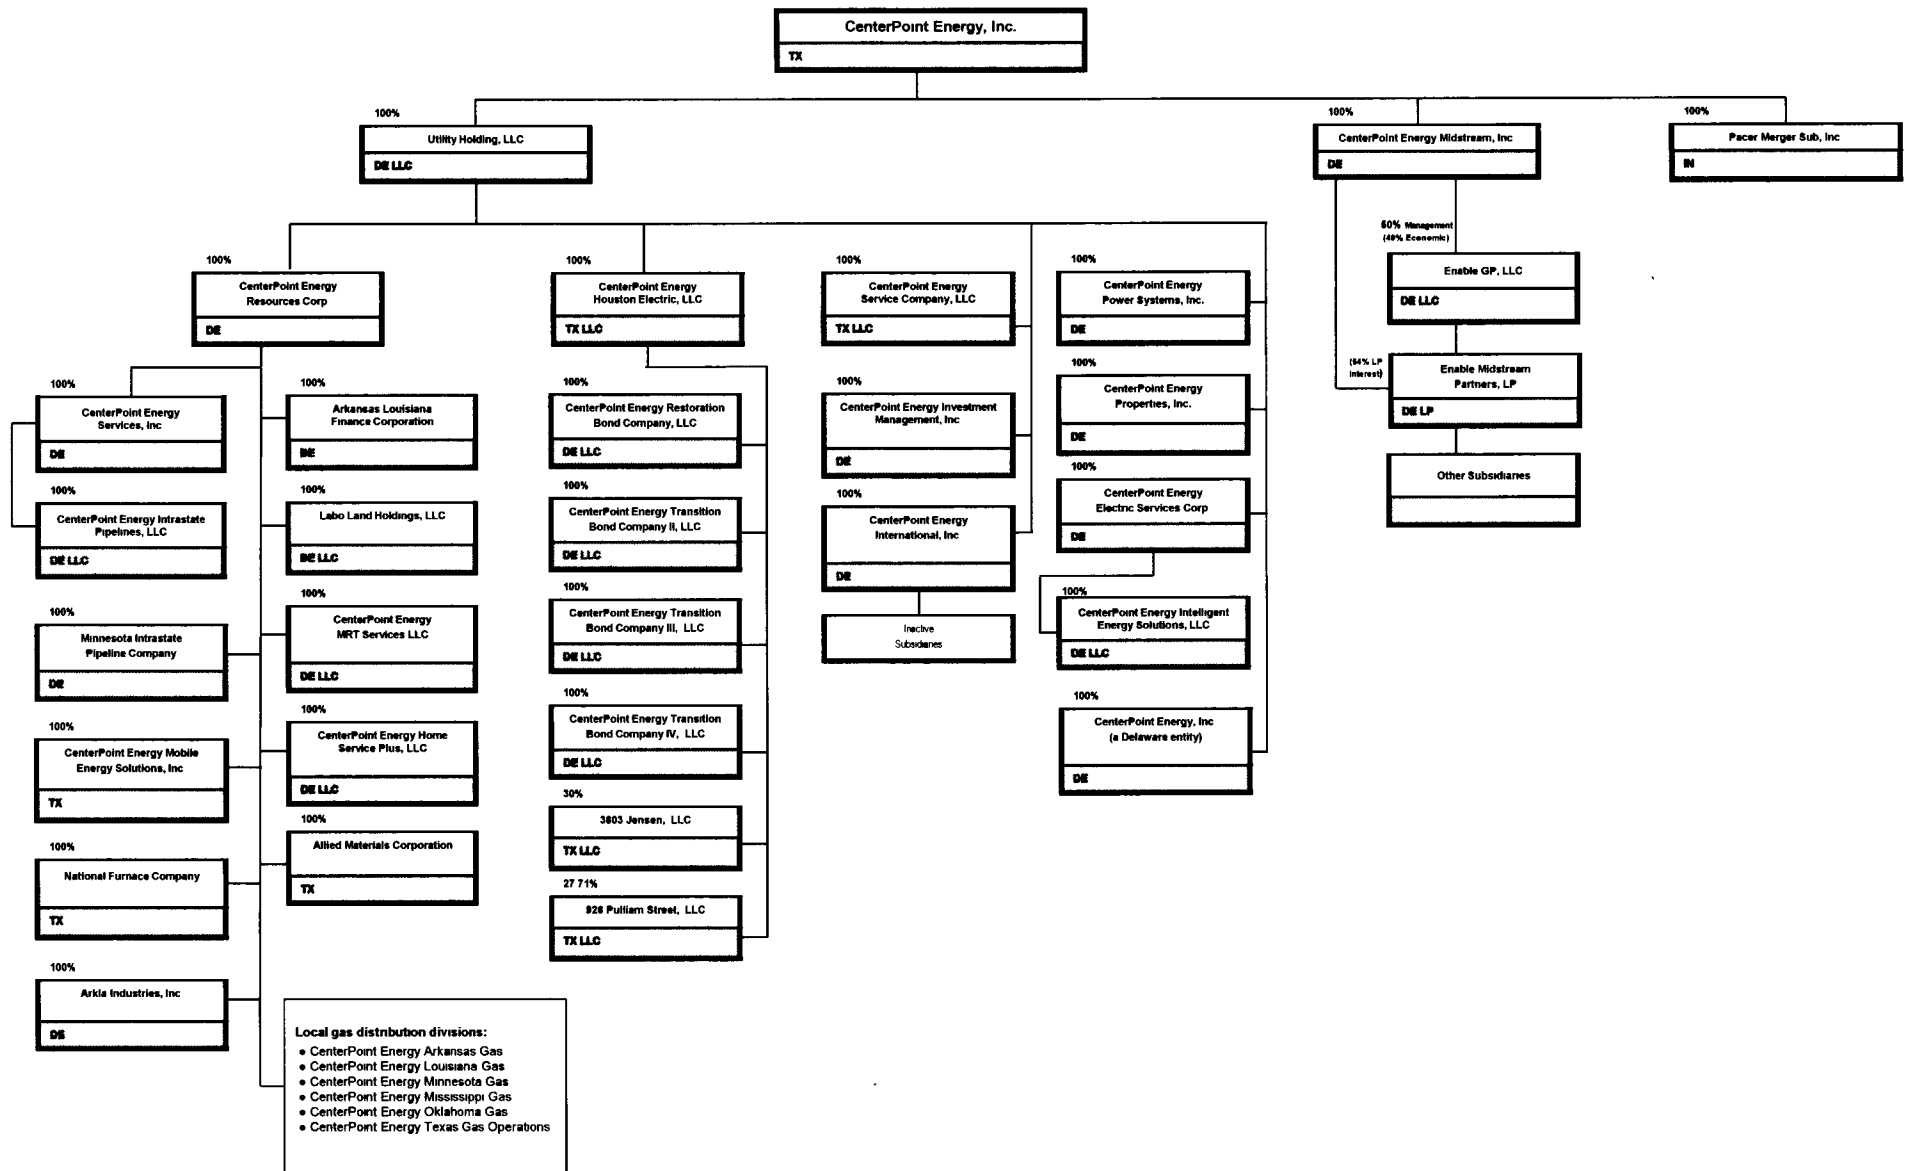 CenterPoint Energy, Inc.
TX
100%
Utility Holding, LLC
DE LLC
100%
CenterPoint Energy Midstream, Inc
DE
100%
Pacer Merger Sub, Inc
IN
50% Management
(40% Economic)
Enable GP, LLC
DE LLC
(54% LP
Interest)
Enable Midstream
Partners, LP
DE LP
Other Subsidiaries
100%
CenterPoint Energy
Resources Corp
DE
100%
CenterPoint Energy
Houston Electric, LLC
TX LLC
100%
CenterPoint Energy
Service Company, LLC
TX LLC
100%
CenterPoint Energy
Power Systems, Inc.
DE
100%
CenterPoint Energy
Services, Inc
DE
100%
CenterPoint Energy Intrastate
Pipelines, LLC
DE LLC
100%
Minnesota Intrastate
Pipeline Company
DE
100%
CenterPoint Energy Mobile
Energy Solutions, Inc
TX
100%
National Furnace Company
TX
100%
Arkla Industries, Inc
DE
100%
Arkansas Louisiana
Finance Corporation
DE
100%
Labo Land Holdings, LLC
DE LLC
100%
CenterPoint Energy
MRT Services LLC
DE LLC
100%
CenterPoint Energy Home
Service Plus, LLC
DE LLC
100%
Allied Materials Corporation
TX
Local gas distribution divisions:
• CenterPoint Energy Arkansas Gas
• CenterPoint Energy Louisiana Gas
• CenterPoint Energy Minnesota Gas
• CenterPoint Energy Mississippi Gas
• CenterPoint Energy Oklahoma Gas
• CenterPoint Energy Texas Gas Operations
100%
CenterPoint Energy Restoration
Bond Company, LLC
DE LLC
100%
CenterPoint Energy Transition
Bond Company II, LLC
DE LLC
100%
CenterPoint Energy Transition
Bond Company III, LLC
DE LLC
100%
CenterPoint Energy Transition
Bond Company IV, LLC
DE LLC
30%
3803 Jensen, LLC
TX LLC
27 71%
926 Pulliam Street, LLC
TX LLC
100%
CenterPoint Energy Investment
Management, Inc
DE
100%
CenterPoint Energy
International, Inc
DE
Inactive
Subsidiaries
100%
CenterPoint Energy
Properties, Inc.
DE
100%
CenterPoint Energy
Electric Services Corp
DE
100%
CenterPoint Energy Intelligent
Energy Solutions, LLC
DE LLC
100%
CenterPoint Energy, Inc
(a Delaware entity)
DE